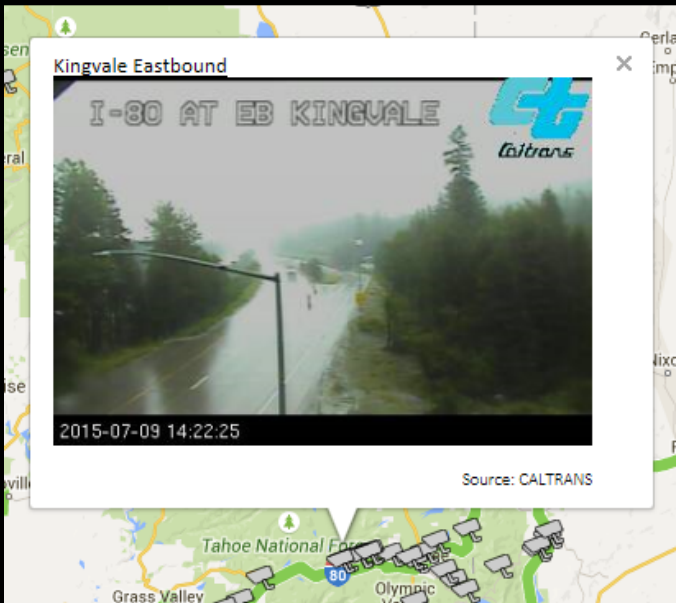 Kingvale Eastbound
I-80 AT EB KINGVALE
Caltrans
2015-07-09 14:22:25
Source: CALTRANS
Tahoe National Fore
80
Grass Valley
Olympic